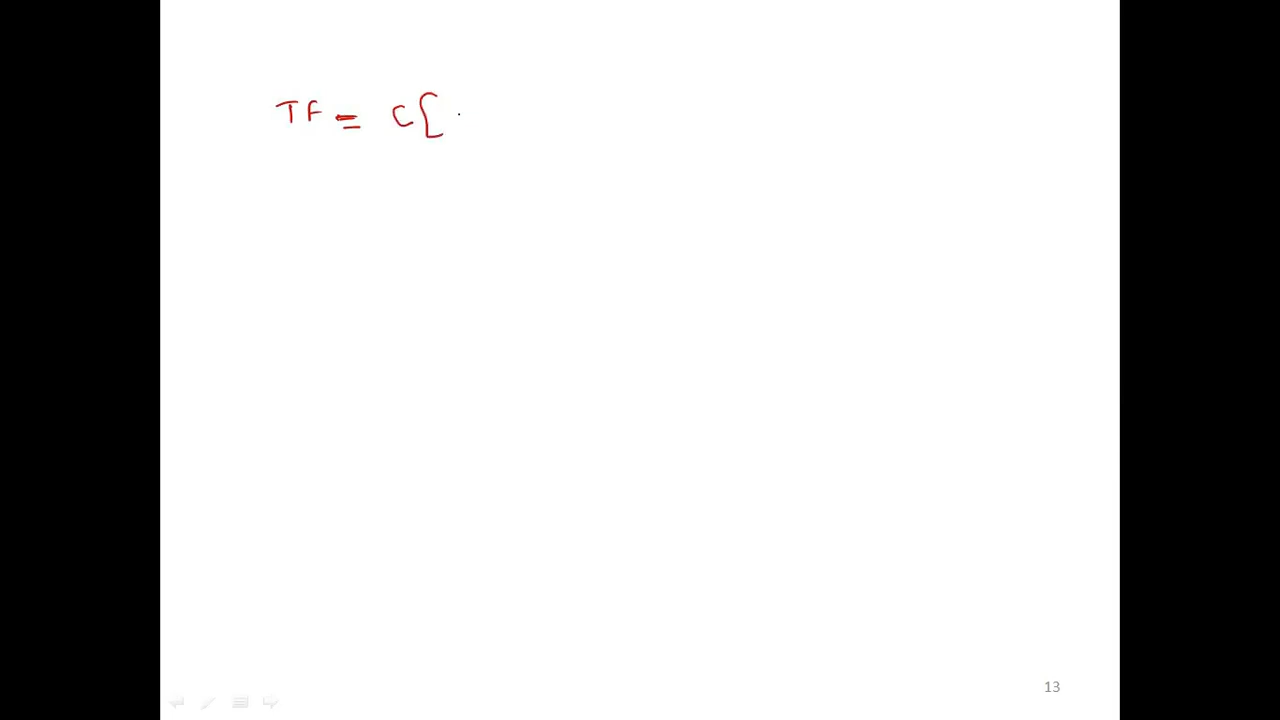 TF = C[
13